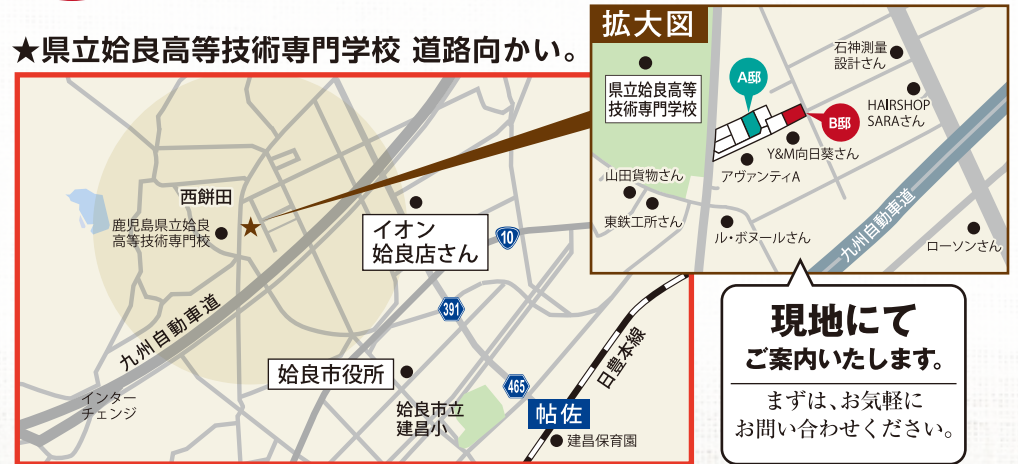 ★県立姶良高等技術専門学校 道路向かい。
西餅田
鹿児島県立姶良
高等技術専門校
イオン
姶良店さん
10
391
九州自動車道
姶良市役所
465
日豊本線
インター
チェンジ
姶良市立
建昌小
帖佐
建昌保育園
拡大図
県立姶良高等
技術専門学校
A邸
B邸
石神測量
設計さん
HAIRSHOP
SARAさん
Y&M向日葵さん
アヴァンティA
山田貨物さん
東鉄工所さん
ル・ボヌールさん
九州自動車道
ローソンさん
現地にて
ご案内いたします。
まずは、お気軽に
お問い合わせください。